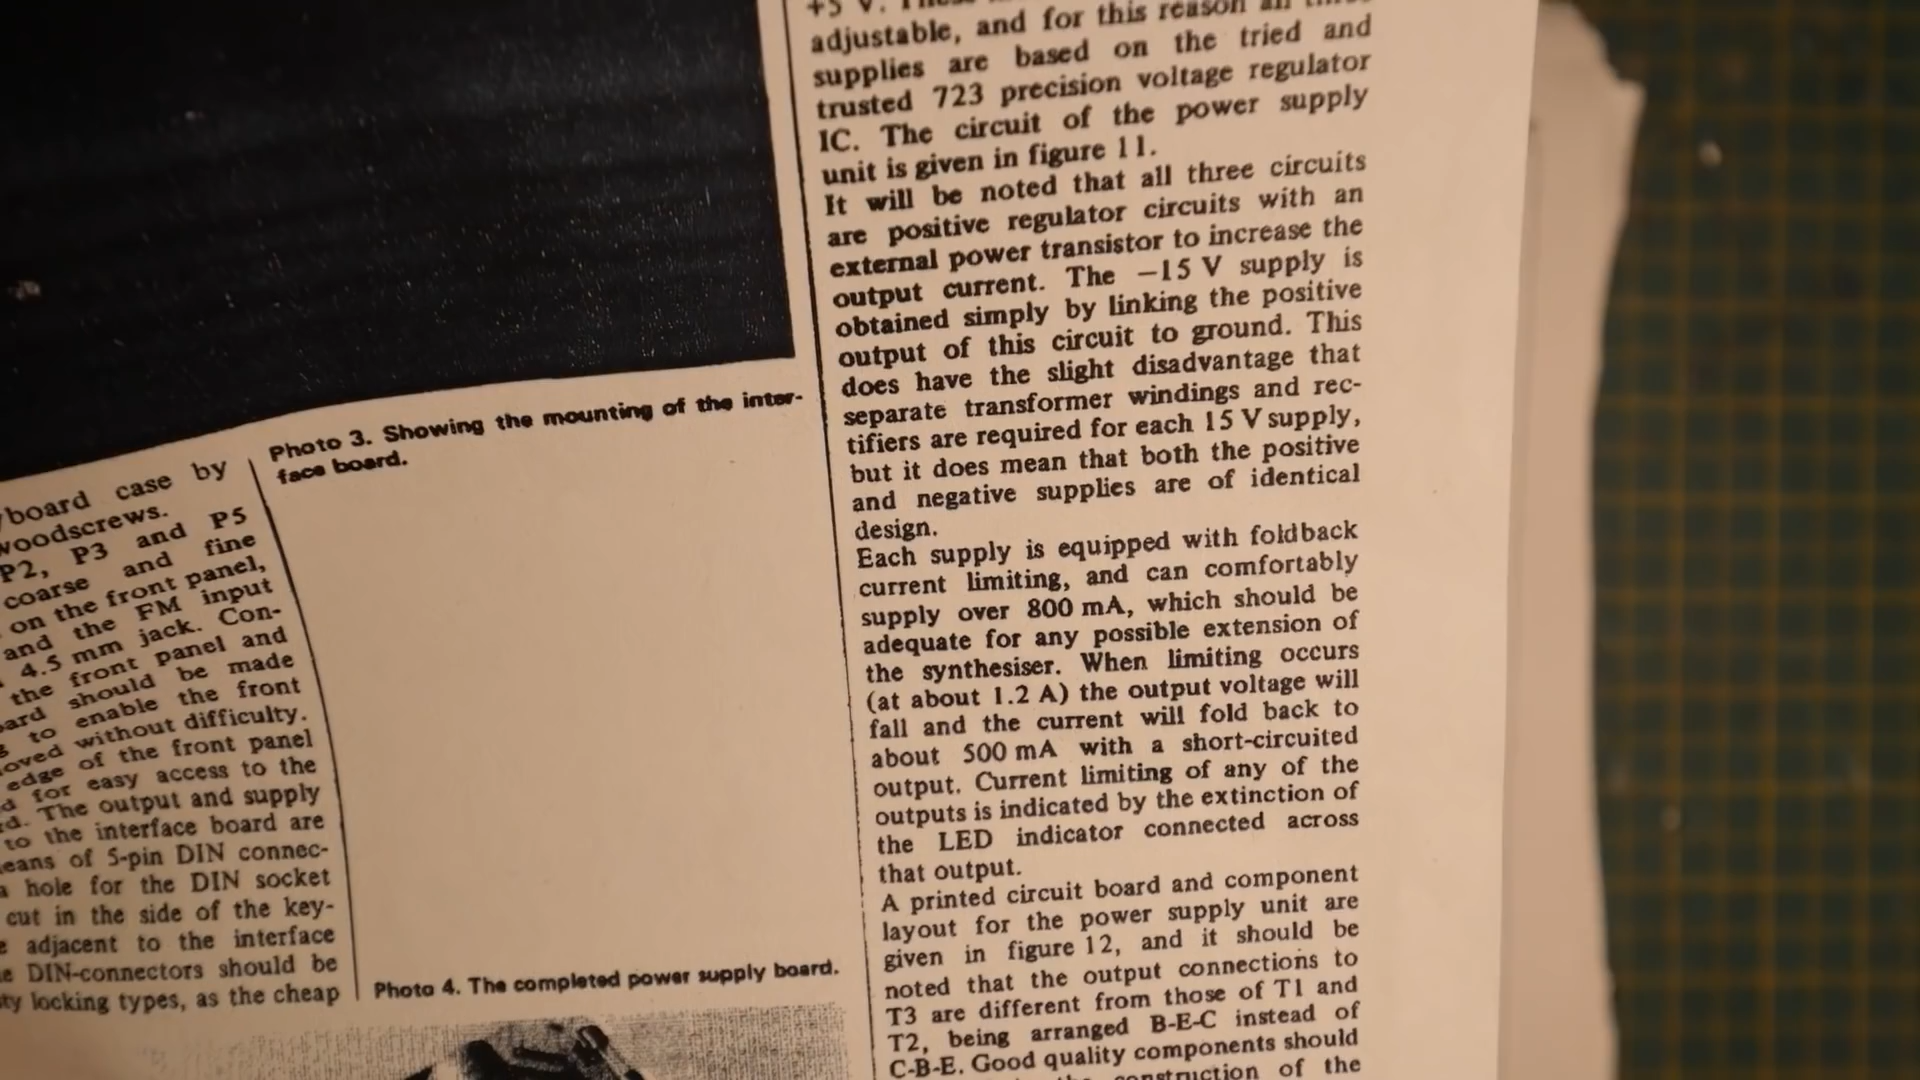 board case by
woodscrews.
P2, P3 and P5
coarse and fine
on the front panel,
and the FM input
4.5 mm jack. Con-
the front panel and
should be made
to enable the front
without difficulty.
edge of the front panel
for easy access to the
The output and supply
to the interface board are
of 5-pin DIN connec-
hole for the DIN socket
cut in the side of the key-
adjacent to the interface
DIN-connectors should be
locking types, as the cheap
Photo 3. Showing the mounting of the inter-
face board.
Photo 4. The completed power supply board.
+5 V.
adjustable, and for this reason
supplies are based on the tried and
trusted 723 precision voltage regulator
IC. The circuit of the power supply
unit is given in figure 11.
It will be noted that all three circuits
are positive regulator circuits with an
external power transistor to increase the
output current. The −15 V supply is
obtained simply by linking the positive
output of this circuit to ground. This
does have the slight disadvantage that
separate transformer windings and rec-
tifiers are required for each 15 V supply,
but it does mean that both the positive
and negative supplies are of identical
design.
Each supply is equipped with foldback
current limiting, and can comfortably
supply over 800 mA, which should be
adequate for any possible extension of
the synthesiser. When limiting occurs
(at about 1.2 A) the output voltage will
fall and the current will fold back to
about 500 mA with a short-circuited
output. Current limiting of any of the
outputs is indicated by the extinction of
the LED indicator connected across
that output.
A printed circuit board and component
layout for the power supply unit are
given in figure 12, and it should be
noted that the output connections to
T3 are different from those of T1 and
T2, being arranged B-E-C instead of
C-B-E. Good quality components should
construction of the